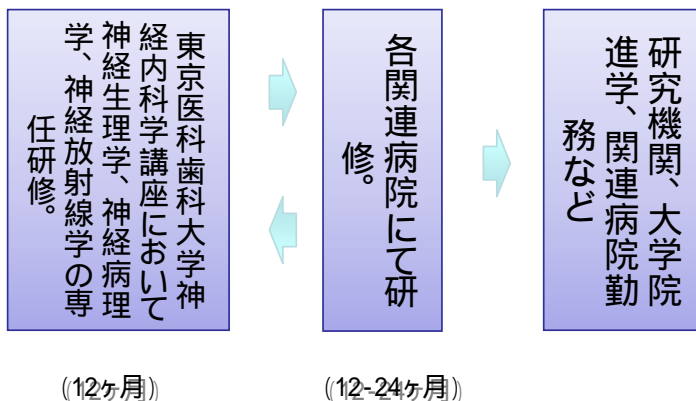 東京医科歯科大学神
経内科学講座において
神経生理学、神経病理
学、神経放射線学の専
任研修。
各関連病院にて研
修。
研究機関、大学院
進学、関連病院勤
務など
(12ヶ月)
(12-24ヶ月)